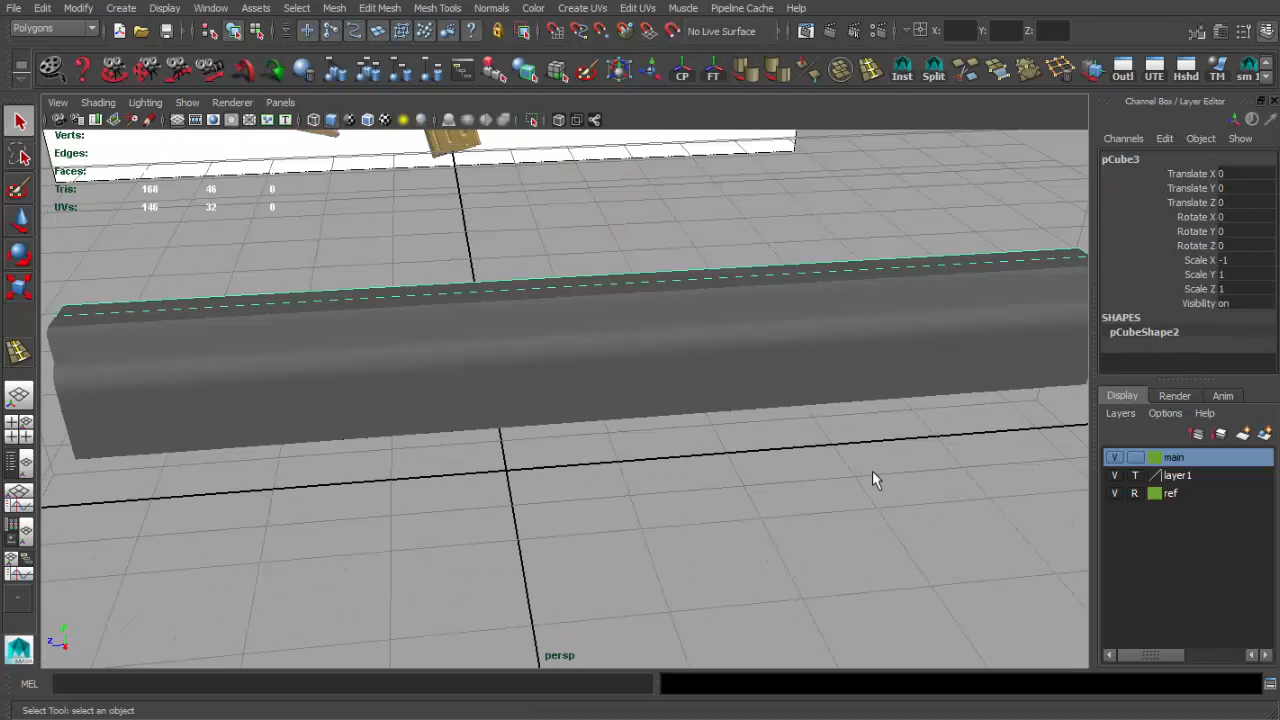 File Edit Modify Create Display Window Assets Select Mesh Edit Mesh Mesh Tools Normals Color Create UVs Edit UVs Muscle Pipeline Cache Help
Polygons No Live Surface X: Y: Z:
CP FT Inst Split Outl UTE Hshd TM sm 1
View Shading Lighting Show Renderer Panels
Channel Box / Layer Editor
Channels Edit Object Show
Verts:
Edges:
Faces:
Tris: 168 46 0
UVs: 146 32 0
pCube3
Translate X 0
Translate Y 0
Translate Z 0
Rotate X 0
Rotate Y 0
Rotate Z 0
Scale X -1
Scale Y 1
Scale Z 1
Visibility on
SHAPES
pCubeShape2
Display Render Anim
Layers Options Help
V main
V T layer1
V R ref
y
z x
persp
MEL
Select Tool: select an object